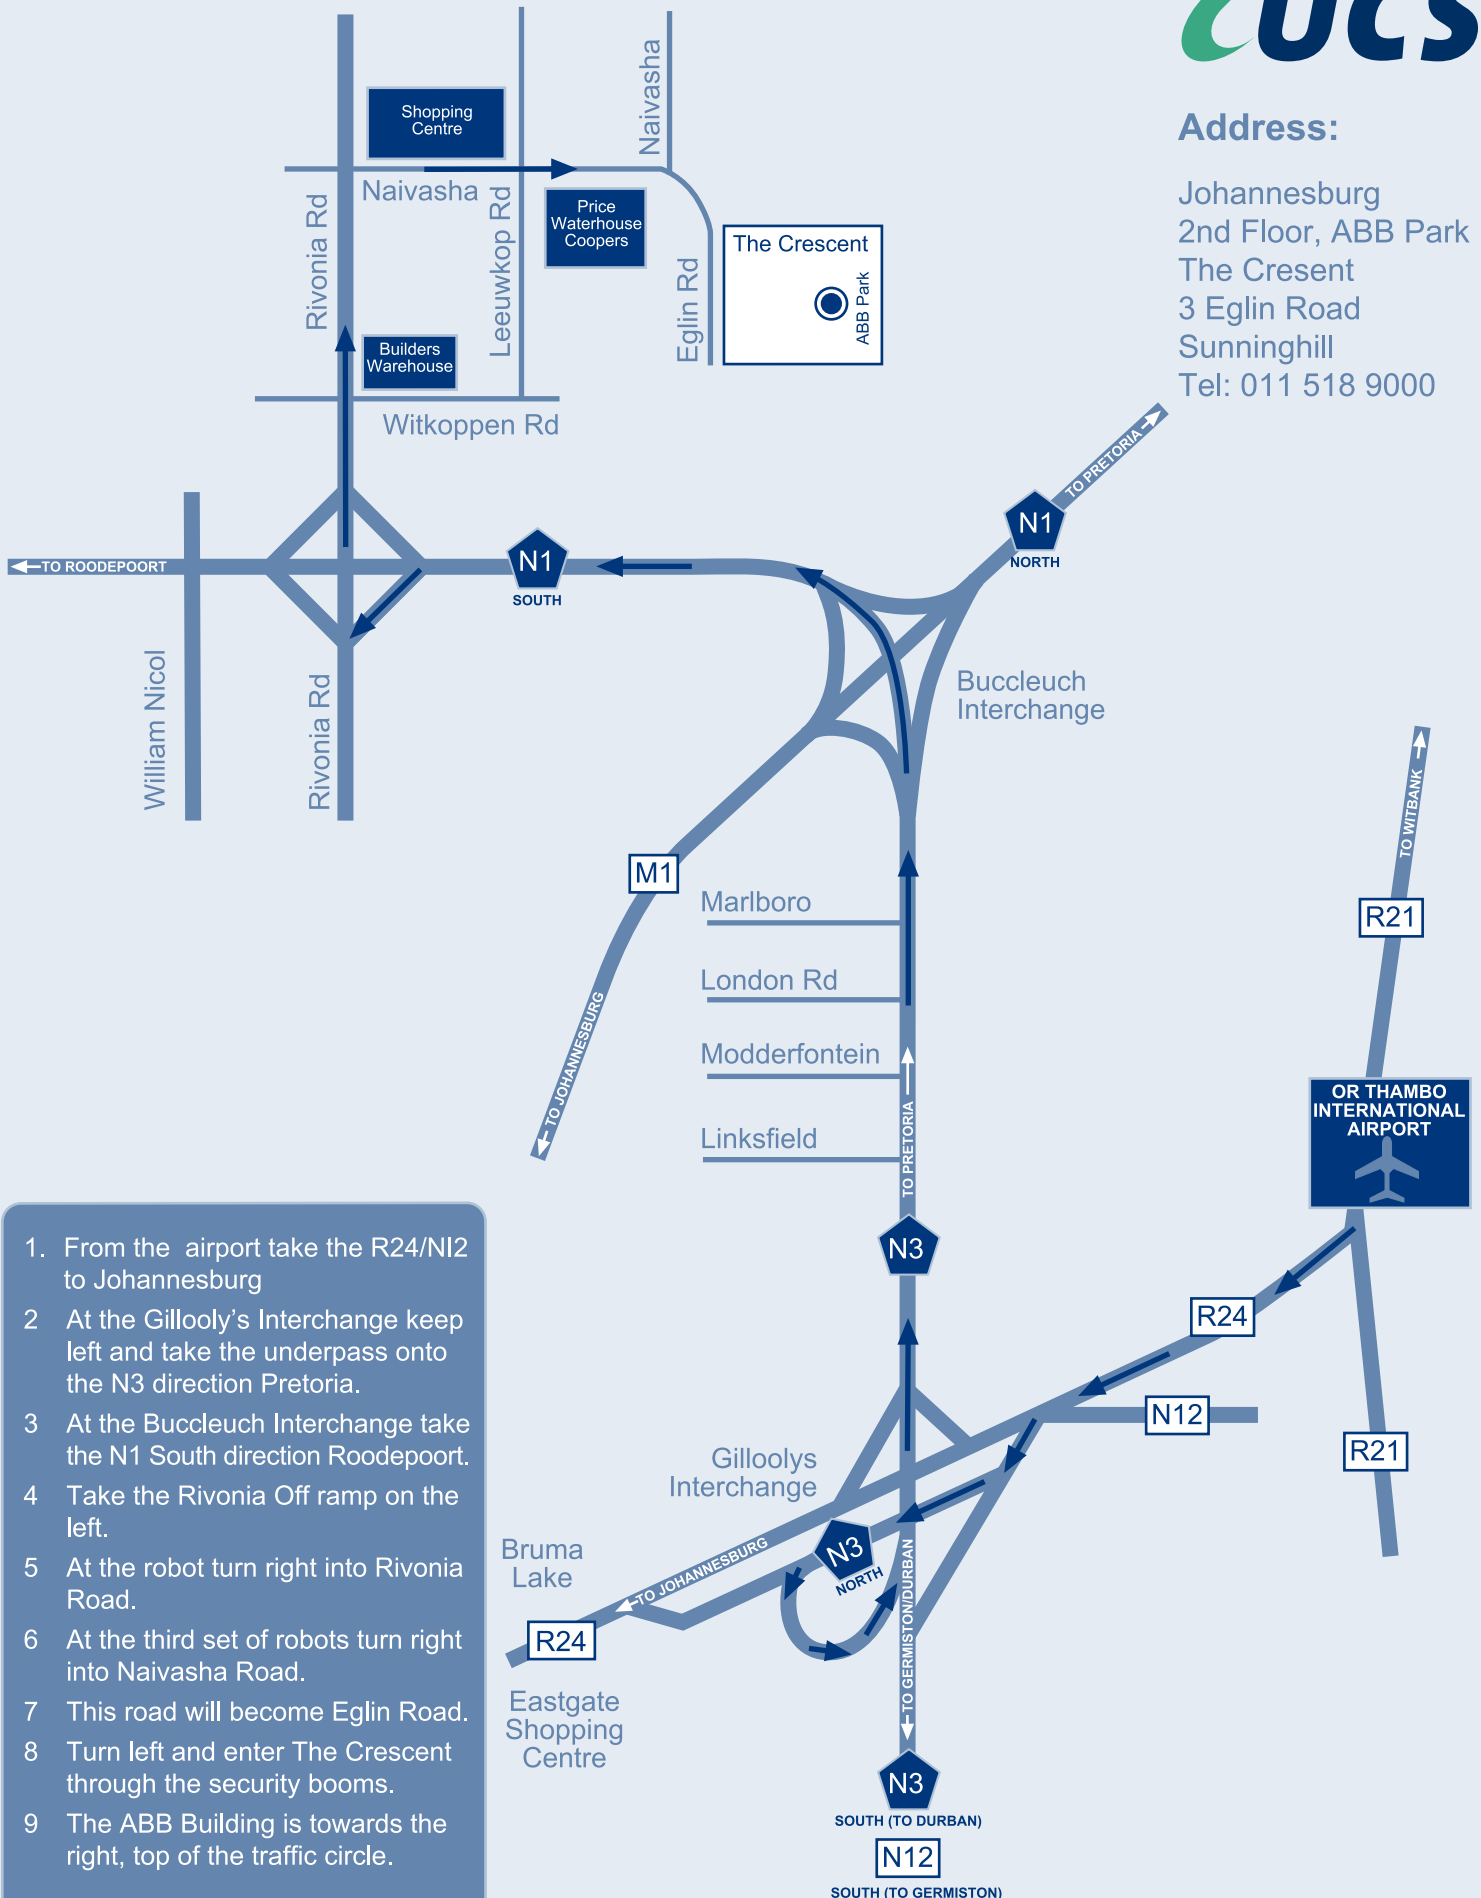 UCS
Address:
Johannesburg
2nd Floor, ABB Park
The Cresent
3 Eglin Road
Sunninghill
Tel: 011 518 9000
Shopping
Centre
Naivasha
Naivasha
Rivonia Rd
Leeuwkop Rd
Price
Waterhouse
Coopers
The Crescent
ABB Park
Eglin Rd
Builders
Warehouse
Witkoppen Rd
TO PRETORIA
N1
NORTH
TO ROODEPOORT
N1
SOUTH
William Nicol
Rivonia Rd
Buccleuch
Interchange
M1
TO JOHANNESBURG
Marlboro
London Rd
Modderfontein
Linksfield
TO PRETORIA
N3
TO WITBANK
R21
OR THAMBO
INTERNATIONAL
AIRPORT
R24
N12
R21
Gilloolys
Interchange
N3
NORTH
TO JOHANNESBURG
Bruma
Lake
R24
Eastgate
Shopping
Centre
TO GERMISTON/DURBAN
N3
SOUTH (TO DURBAN)
N12
SOUTH (TO GERMISTON)
1. From the airport take the R24/NI2
to Johannesburg
2 At the Gillooly’s Interchange keep
left and take the underpass onto
the N3 direction Pretoria.
3 At the Buccleuch Interchange take
the N1 South direction Roodepoort.
4 Take the Rivonia Off ramp on the
left.
5 At the robot turn right into Rivonia
Road.
6 At the third set of robots turn right
into Naivasha Road.
7 This road will become Eglin Road.
8 Turn left and enter The Crescent
through the security booms.
9 The ABB Building is towards the
right, top of the traffic circle.